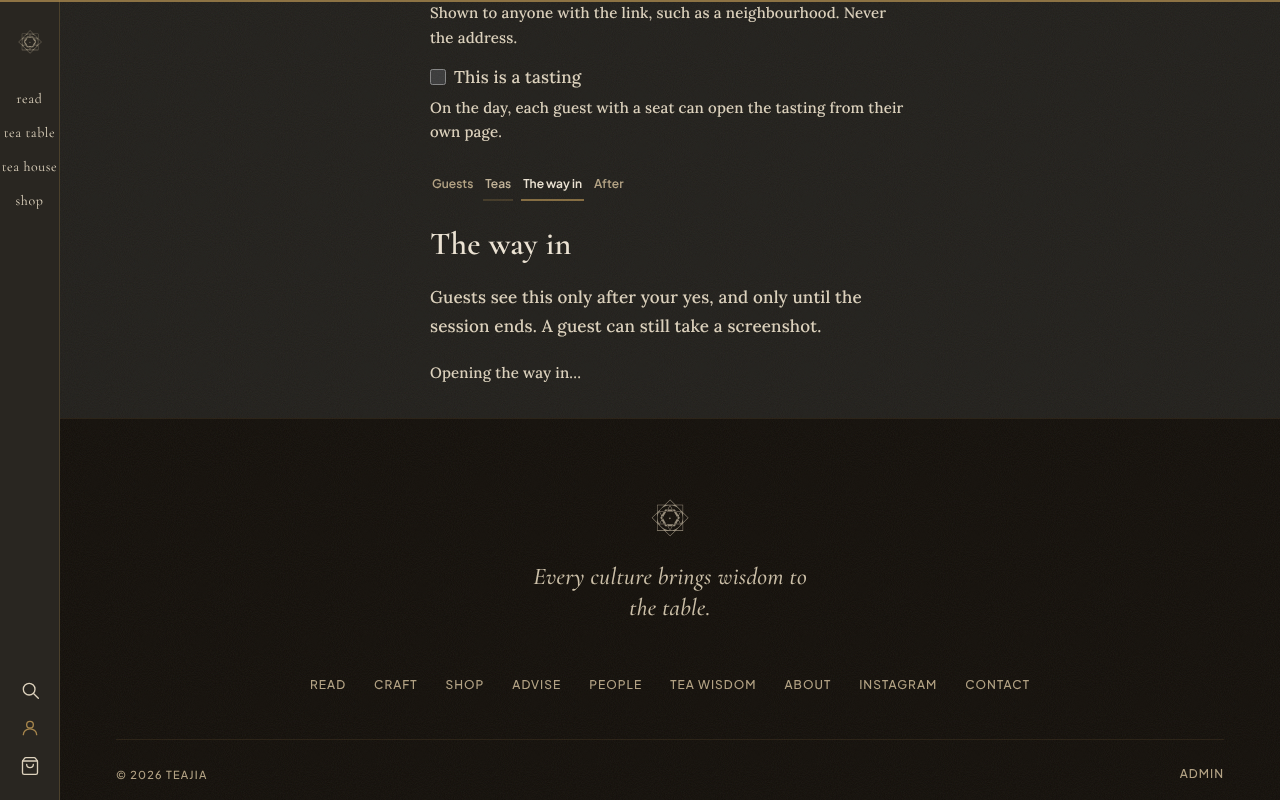 Shown to anyone with the link, such as a neighbourhood. Never
the address.
This is a tasting
On the day, each guest with a seat can open the tasting from their
own page.
Guests Teas The way in After
The way in
Guests see this only after your yes, and only until the
session ends. A guest can still take a screenshot.
Opening the way in...
read
tea table
tea house
shop
Every culture brings wisdom to
the table.
READ CRAFT SHOP ADVISE PEOPLE TEA WISDOM ABOUT INSTAGRAM CONTACT
© 2026 TEAJIA
ADMIN